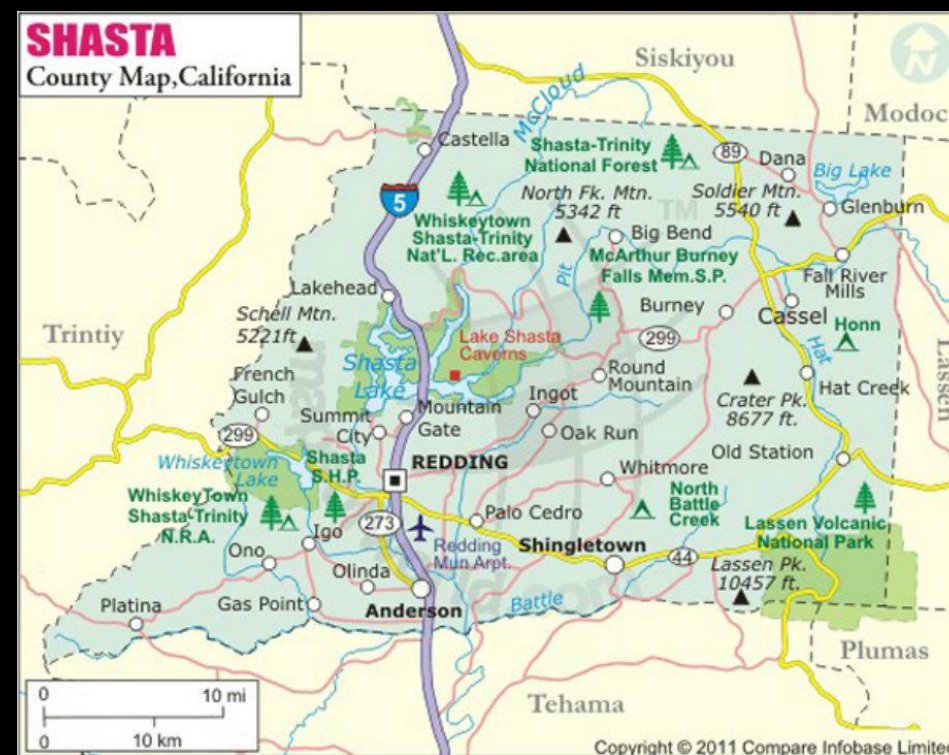 SHASTA
County Map,California
Siskiyou
N
Modoc
McCloud
Castella
Shasta-Trinity
National Forest
89
Dana
Big Lake
5
North Fk. Mtn.
5342 ft
Soldier Mtn.
5540 ft
TM
Glenburn
Whiskeytown
Shasta-Trinity
Nat'L. Rec.area
Big Bend
McArthur Burney
Falls Mem.S.P.
Pit
Fall River
Mills
Lakehead
Burney
Cassel
Schell Mtn.
5221ft
Trintiy
299
Honn
Hat
Lake Shasta
Caverns
Shasta
Lake
Lassen
French
Gulch
Round
Mountain
Hat Creek
Ingot
Crater Pk.
8677 ft.
Summit
City
Mountain
Gate
Oak Run
299
Old Station
Whiskeytown
Lake
Shasta
S.H.P.
REDDING
Whitmore
WhiskeyTown
Shasta-Trinity
N.R.A.
North
Battle
Creek
Palo Cedro
273
Igo
Lassen Volcanic
National Park
Redding
Mun Arpt.
Shingletown
Ono
44
Olinda
Lassen Pk.
10457 ft.
Platina
Gas Point
Anderson
Battle
Plumas
0 10 mi
0 10 km
Tehama
Copyright © 2011 Compare Infobase Limite